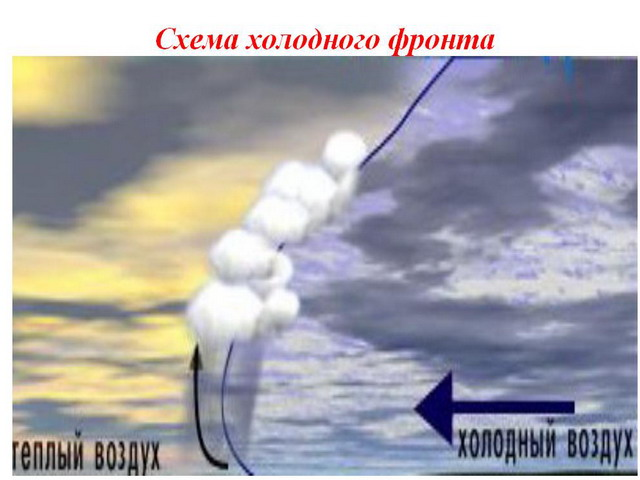 Схема холодного фронта
теплый воздух
холодный воздух